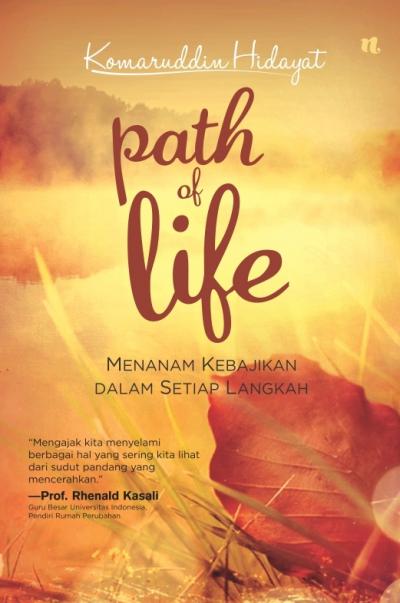 Komaruddin Hidayat
n
path
of
life
MENANAM KEBAJIKAN
DALAM SETIAP LANGKAH
“Mengajak kita menyelami
berbagai hal yang sering kita lihat
dari sudut pandang yang
mencerahkan.”
—Prof. Rhenald Kasali
Guru Besar Universitas Indonesia,
Pendiri Rumah Perubahan.